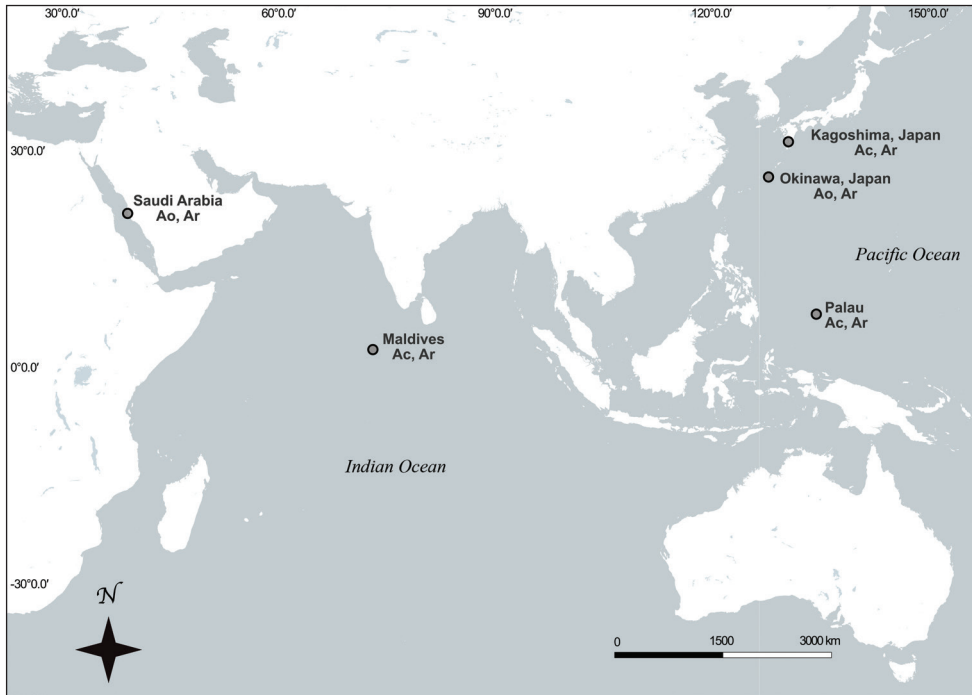 30°0.0' 60°0.0' 90°0.0' 120°0.0' 150°0.0'
Kagoshima, Japan
Ac, Ar
30°0.0'
Okinawa, Japan
Ao, Ar
Saudi Arabia
Ao, Ar
Pacific Ocean
Palau
Ac, Ar
Maldives
Ac, Ar
0°0.0'
Indian Ocean
-30°0.0'
N
0 1500 3000 km